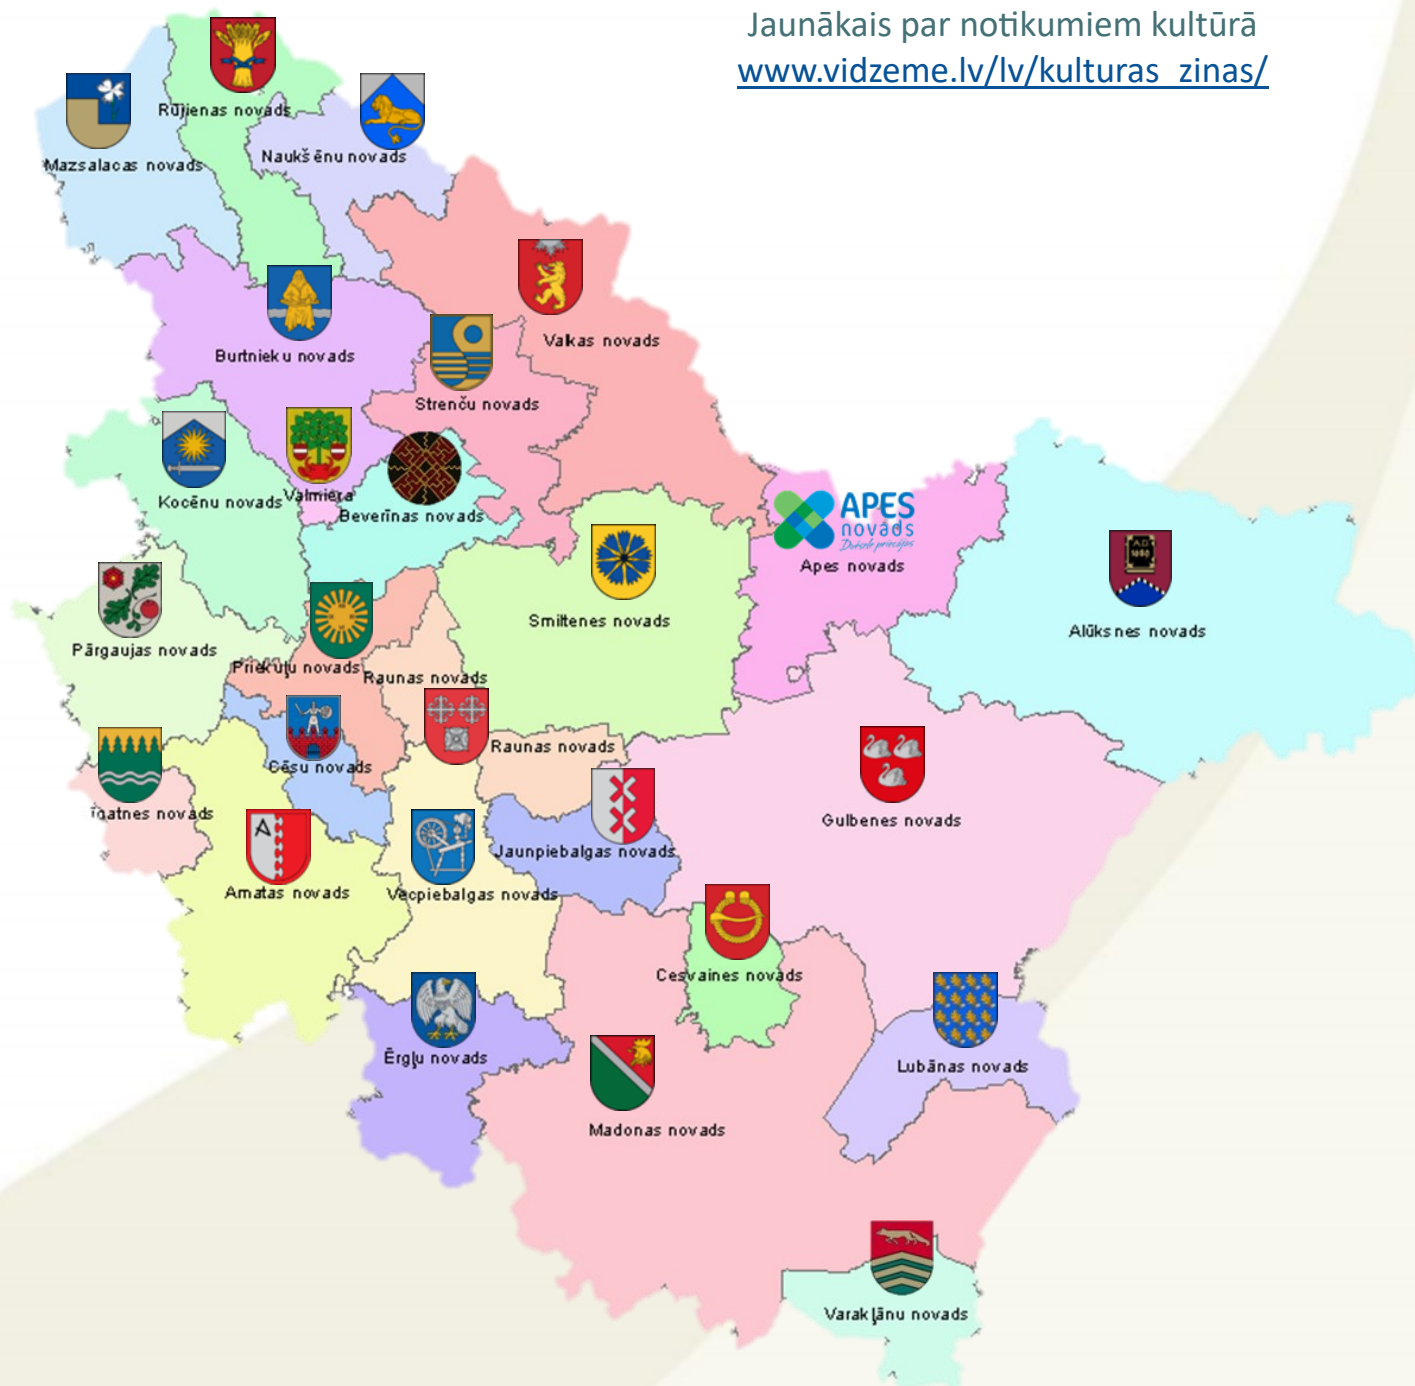 Jaunākais par notikumiem kultūrā
www.vidzeme.lv/lv/kulturas_zinas/
Rūjienas novads
Mazsalacas novads
Naukšēnu novads
Valkas novads
Burtnieku novads
Strenču novads
Kocēnu novads
Valmiera
Beverīnas novads
APES
novads
Apes novads
Smiltenes novads
Alūksnes novads
Pārgaujas novads
Priekuļu novads
Raunas novads
Raunas novads
Cēsu novads
Līgatnes novads
Gulbenes novads
Jaunpiebalgas novads
Amatas novads
Vecpiebalgas novads
Cesvaines novads
Ērgļu novads
Lubānas novads
Madonas novads
Varakļānu novads